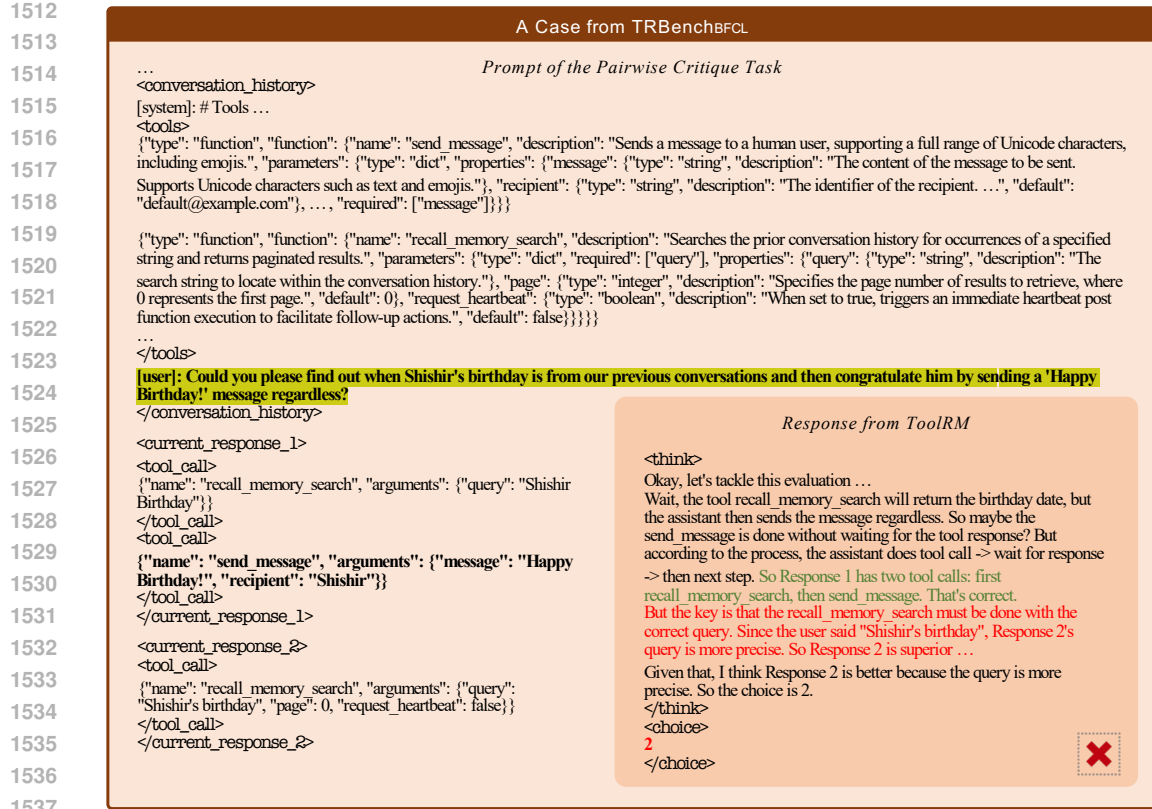 1512
1513
1514
1515
1516
1517
1518
1519
1520
1521
1522
1523
1524
1525
1526
1527
1528
1529
1530
1531
1532
1533
1534
1535
1536
1537
A Case from TRBenchBFCL
Prompt of the Pairwise Critique Task
…
<conversation_history>
[system]: # Tools …
<tools>
{"type": "function", "function": {"name": "send_message", "description": "Sends a message to a human user, supporting a full range of Unicode characters,
including emojis.", "parameters": {"type": "dict", "properties": {"message": {"type": "string", "description": "The content of the message to be sent.
Supports Unicode characters such as text and emojis."}, "recipient": {"type": "string", "description": "The identifier of the recipient. …", "default":
"default@example.com"}, … , "required": ["message"]}}}
{"type": "function", "function": {"name": "recall_memory_search", "description": "Searches the prior conversation history for occurrences of a specified
string and returns paginated results.", "parameters": {"type": "dict", "required": ["query"], "properties": {"query": {"type": "string", "description": "The
search string to locate within the conversation history."}, "page": {"type": "integer", "description": "Specifies the page number of results to retrieve, where
0 represents the first page.", "default": 0}, "request_heartbeat": {"type": "boolean", "description": "When set to true, triggers an immediate heartbeat post
function execution to facilitate follow-up actions.", "default": false}}}}}
…
</tools>
[user]: Could you please find out when Shishir's birthday is from our previous conversations and then congratulate him by sending a 'Happy
Birthday!' message regardless?
</conversation_history>
<current_response_1>
<tool_call>
{"name": "recall_memory_search", "arguments": {"query": "Shishir
Birthday"}}
</tool_call>
<tool_call>
{"name": "send_message", "arguments": {"message": "Happy
Birthday!", "recipient": "Shishir"}}
</tool_call>
</current_response_1>
<current_response_2>
<tool_call>
{"name": "recall_memory_search", "arguments": {"query":
"Shishir's birthday", "page": 0, "request_heartbeat": false}}
</tool_call>
</current_response_2>
Response from ToolRM
<think>
Okay, let's tackle this evaluation …
Wait, the tool recall_memory_search will return the birthday date, but
the assistant then sends the message regardless. So maybe the
send_message is done without waiting for the tool response? But
according to the process, the assistant does tool call -> wait for response
-> then next step. So Response 1 has two tool calls: first
recall_memory_search, then send_message. That's correct.
But the key is that the recall_memory_search must be done with the
correct query. Since the user said "Shishir's birthday", Response 2's
query is more precise. So Response 2 is superior …
Given that, I think Response 2 is better because the query is more
precise. So the choice is 2.
</think>
<choice>
2
</choice>